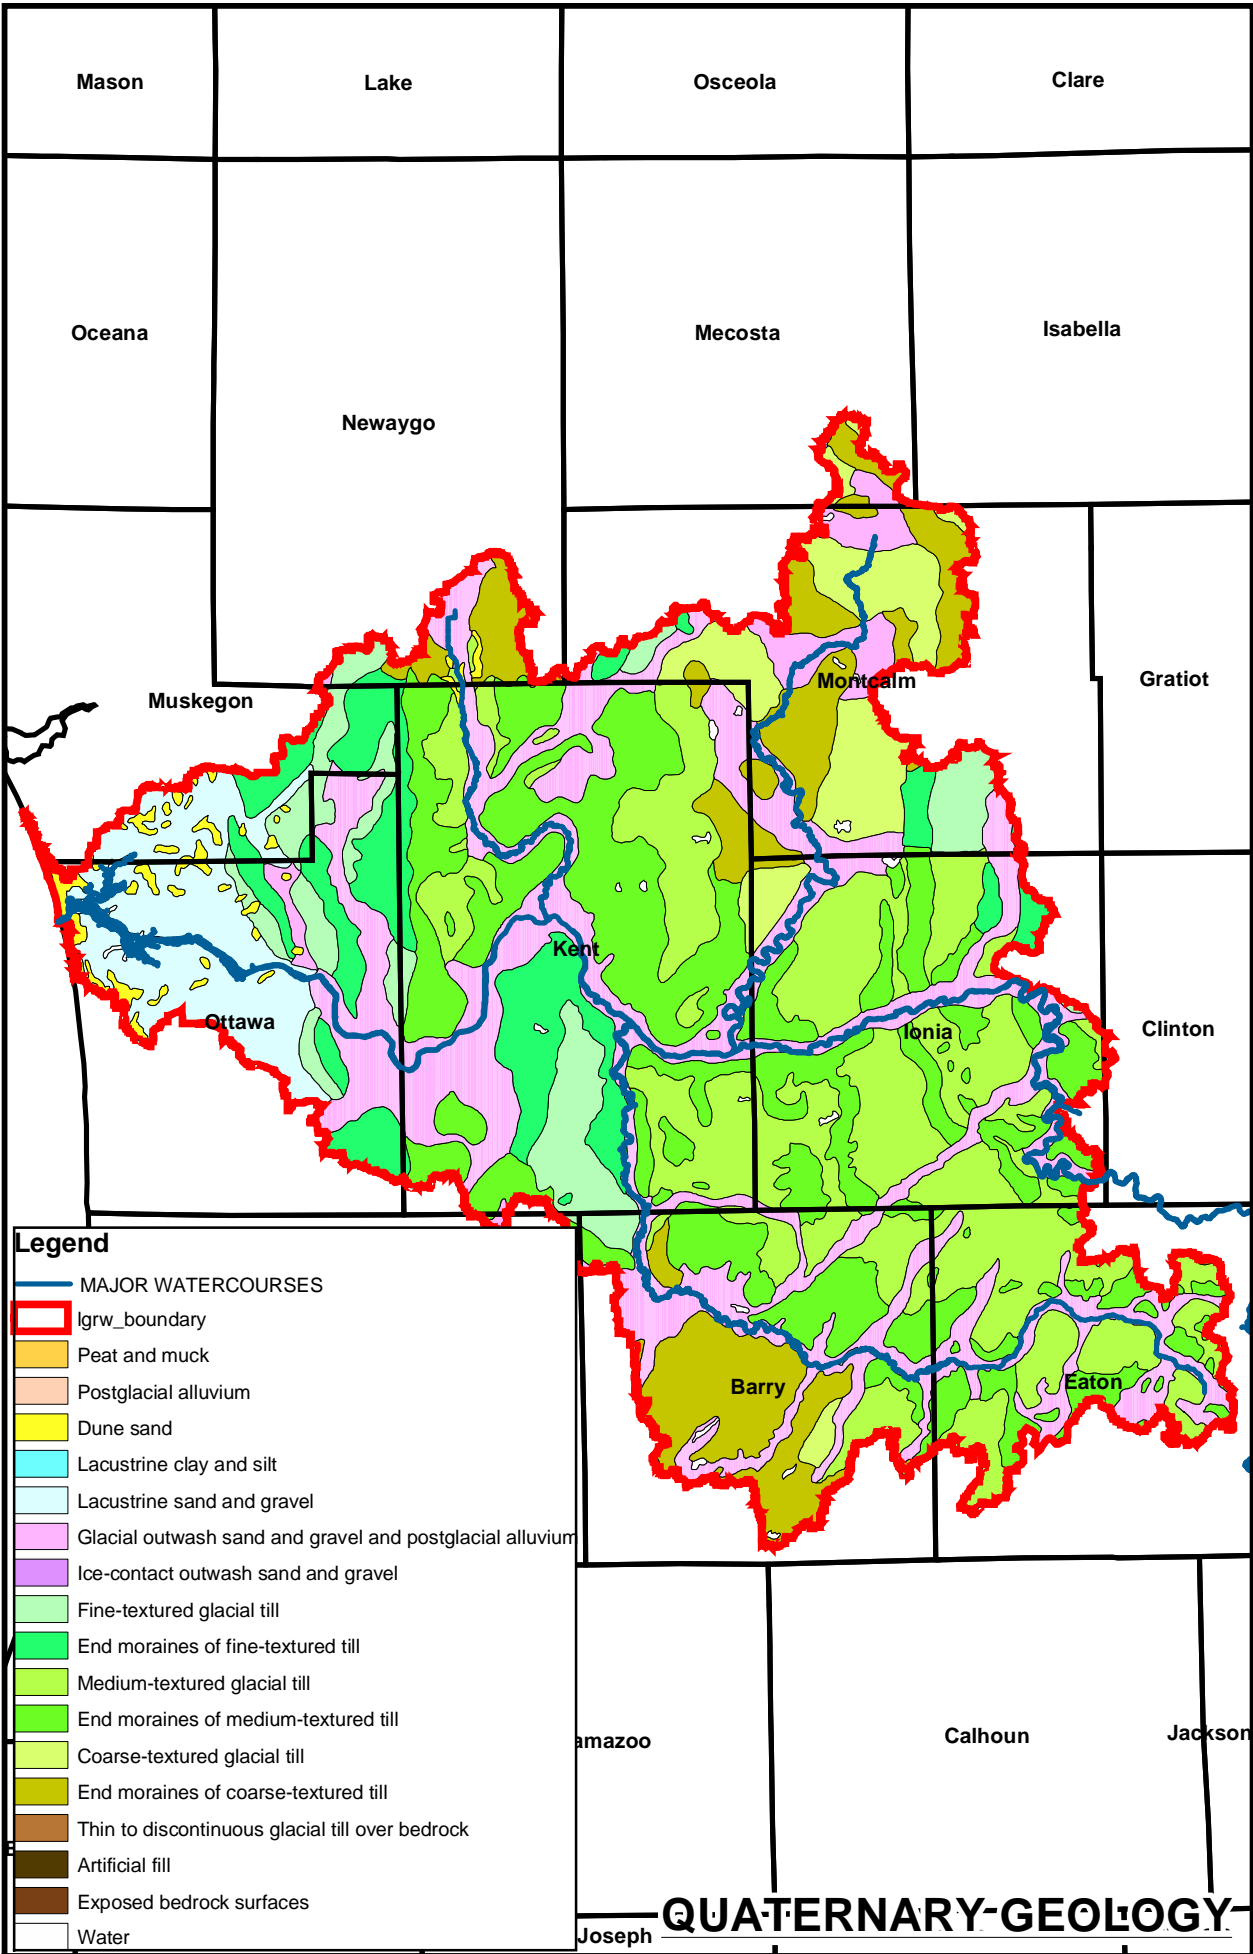 Mason
Lake
Osceola
Clare
Oceana
Mecosta
Isabella
Newaygo
Muskegon
Montcalm
Gratiot
Kent
Ottawa
Ionia
Clinton
Barry
Eaton
Legend
MAJOR WATERCOURSES
lgrw_boundary
Peat and muck
Postglacial alluvium
Dune sand
Lacustrine clay and silt
Lacustrine sand and gravel
Glacial outwash sand and gravel and postglacial alluvium
Ice-contact outwash sand and gravel
Fine-textured glacial till
End moraines of fine-textured till
Medium-textured glacial till
End moraines of medium-textured till
Coarse-textured glacial till
End moraines of coarse-textured till
Thin to discontinuous glacial till over bedrock
Artificial fill
Exposed bedrock surfaces
Water
amazoo
Calhoun
Jackson
Joseph
QUATERNARY GEOLOGY